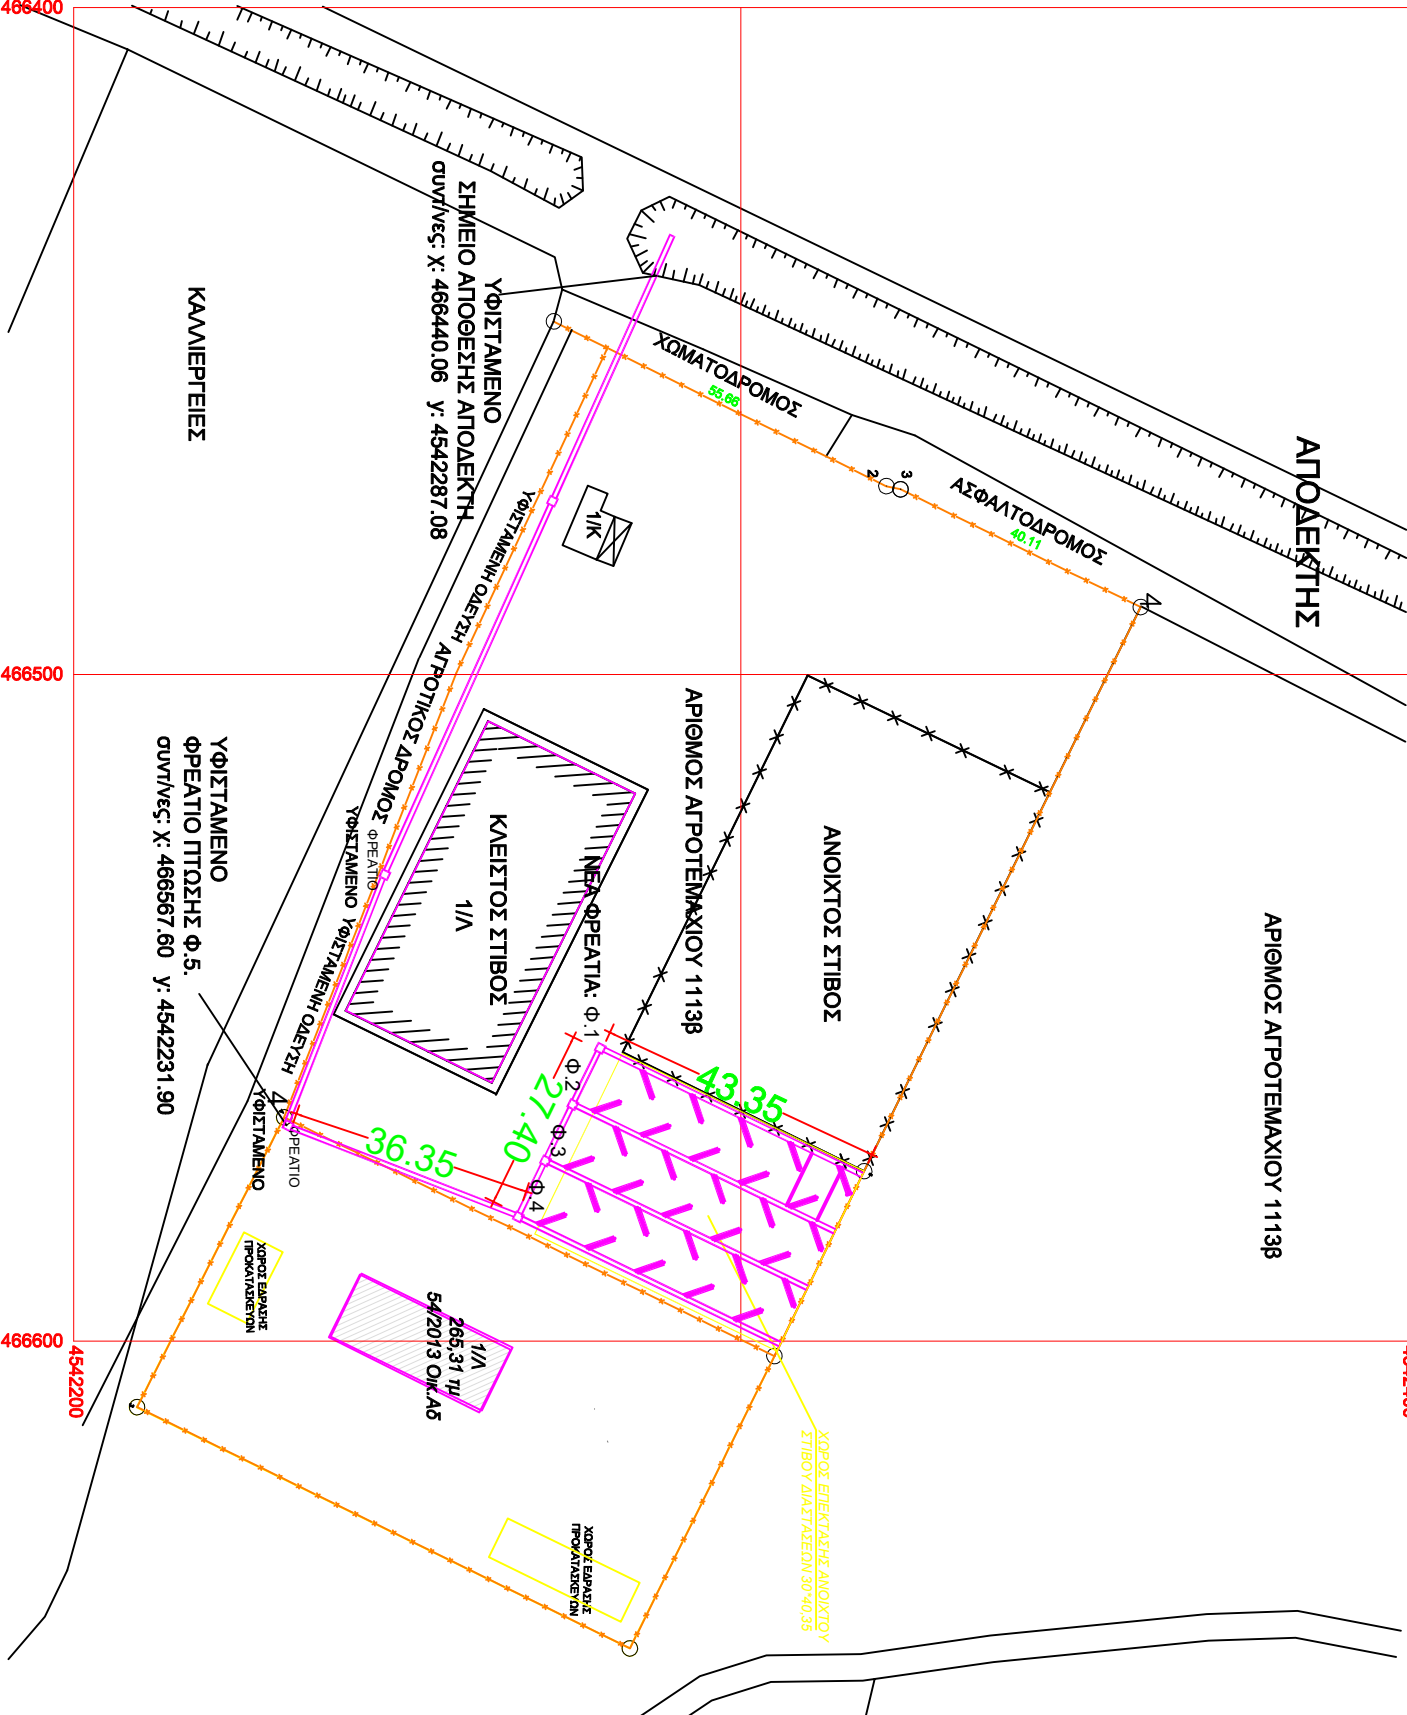 466400
ΑΠΟΔΕΚΤΗΣ
ΥΦΙΣΤΑΜΕΝΟ
ΣΗΜΕΙΟ ΑΠΟΘΕΣΗΣ ΑΠΟΔΕΚΤΗ
συντ/νες: χ: 466440.06 y: 4542287.08
ΚΑΛΛΙΕΡΓΕΙΕΣ
ΧΩΜΑΤΟΔΡΟΜΟΣ
55.66
2
3
ΑΣΦΑΛΤΟΔΡΟΜΟΣ
40.11
1/Κ
ΥΦΙΣΤΑΜΕΝΗ ΟΔΕΥΣΗ
ΑΓΡΟΤΙΚΟΣ ΔΡΟΜΟΣ
466500
ΑΡΙΘΜΟΣ ΑΓΡΟΤΕΜΑΧΙΟΥ 1113β
ΑΝΟΙΧΤΟΣ ΣΤΙΒΟΣ
ΑΡΙΘΜΟΣ ΑΓΡΟΤΕΜΑΧΙΟΥ 1113β
ΚΛΕΙΣΤΟΣ ΣΤΙΒΟΣ
1/Λ
ΝΕΑ ΦΡΕΑΤΙΑ: Φ.1
Φ.2
Φ.3
Φ.4
ΦΡΕΑΤΙΟ
ΥΦΙΣΤΑΜΕΝΟ
ΥΦΙΣΤΑΜΕΝΗ ΟΔΕΥΣΗ
ΥΦΙΣΤΑΜΕΝΟ
ΦΡΕΑΤΙΟ ΠΤΩΣΗΣ Φ.5.
συντ/νες: χ: 466567.60 y: 4542231.90
43.35
27.40
36.35
ΦΡΕΑΤΙΟ
ΥΦΙΣΤΑΜΕΝΟ
ΧΩΡΟΣ ΕΔΡΑΣΗΣ
ΠΡΟΚΑΤΑΣΚΕΥΩΝ
1/Λ
265,31 τμ
54/2013 Οικ.Αδ
466600
4542200
ΧΩΡΟΣ ΕΠΕΚΤΑΣΗΣ ΑΝΟΙΧΤΟΥ
ΣΤΙΒΟΥ ΔΙΑΣΤΑΣΕΩΝ 30*40.35
ΧΩΡΟΣ ΕΔΡΑΣΗΣ
ΠΡΟΚΑΤΑΣΚΕΥΩΝ